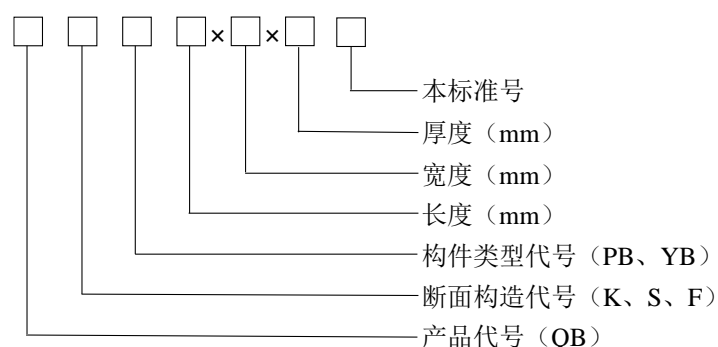 ××
本标准号
厚度（mm）
宽度（mm）
长度（mm）
构件类型代号（PB、YB）
断面构造代号（K、S、F）
产品代号（QB）